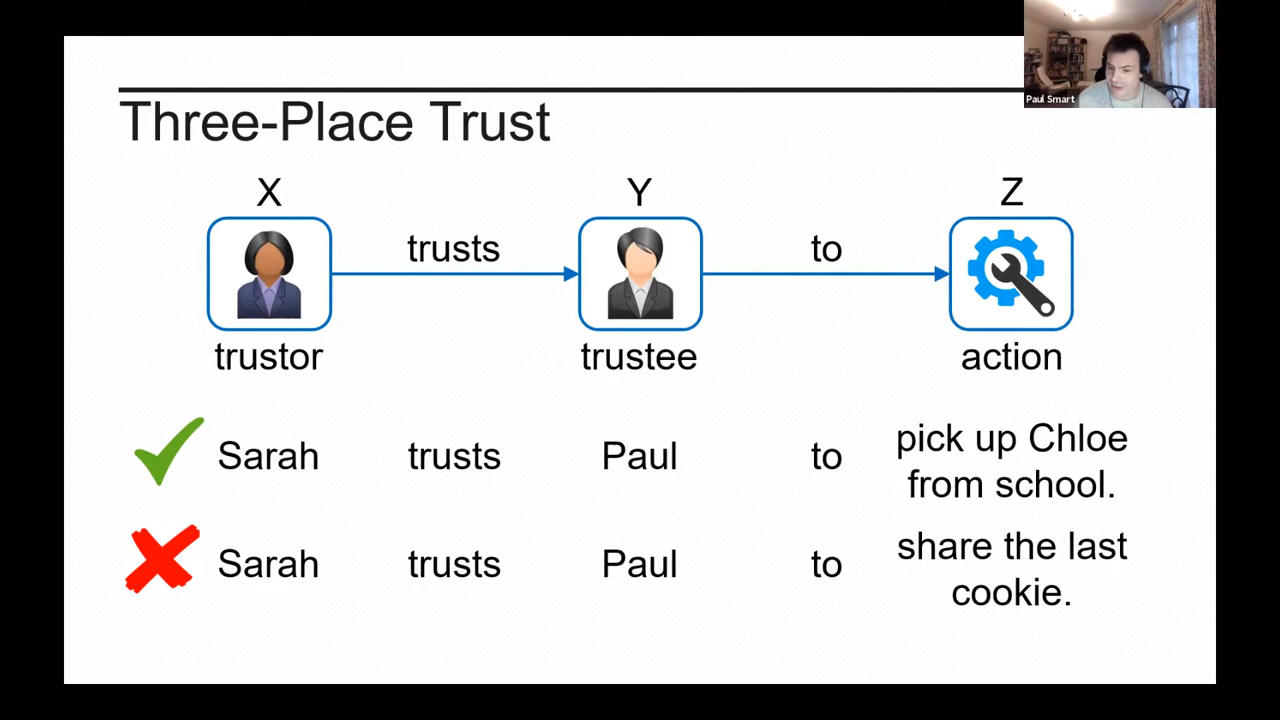 Paul Smart
Three-Place Trust
X
Y
Z
trusts
to
trustor
trustee
action
Sarah trusts Paul to pick up Chloe
from school.
Sarah trusts Paul to share the last
cookie.